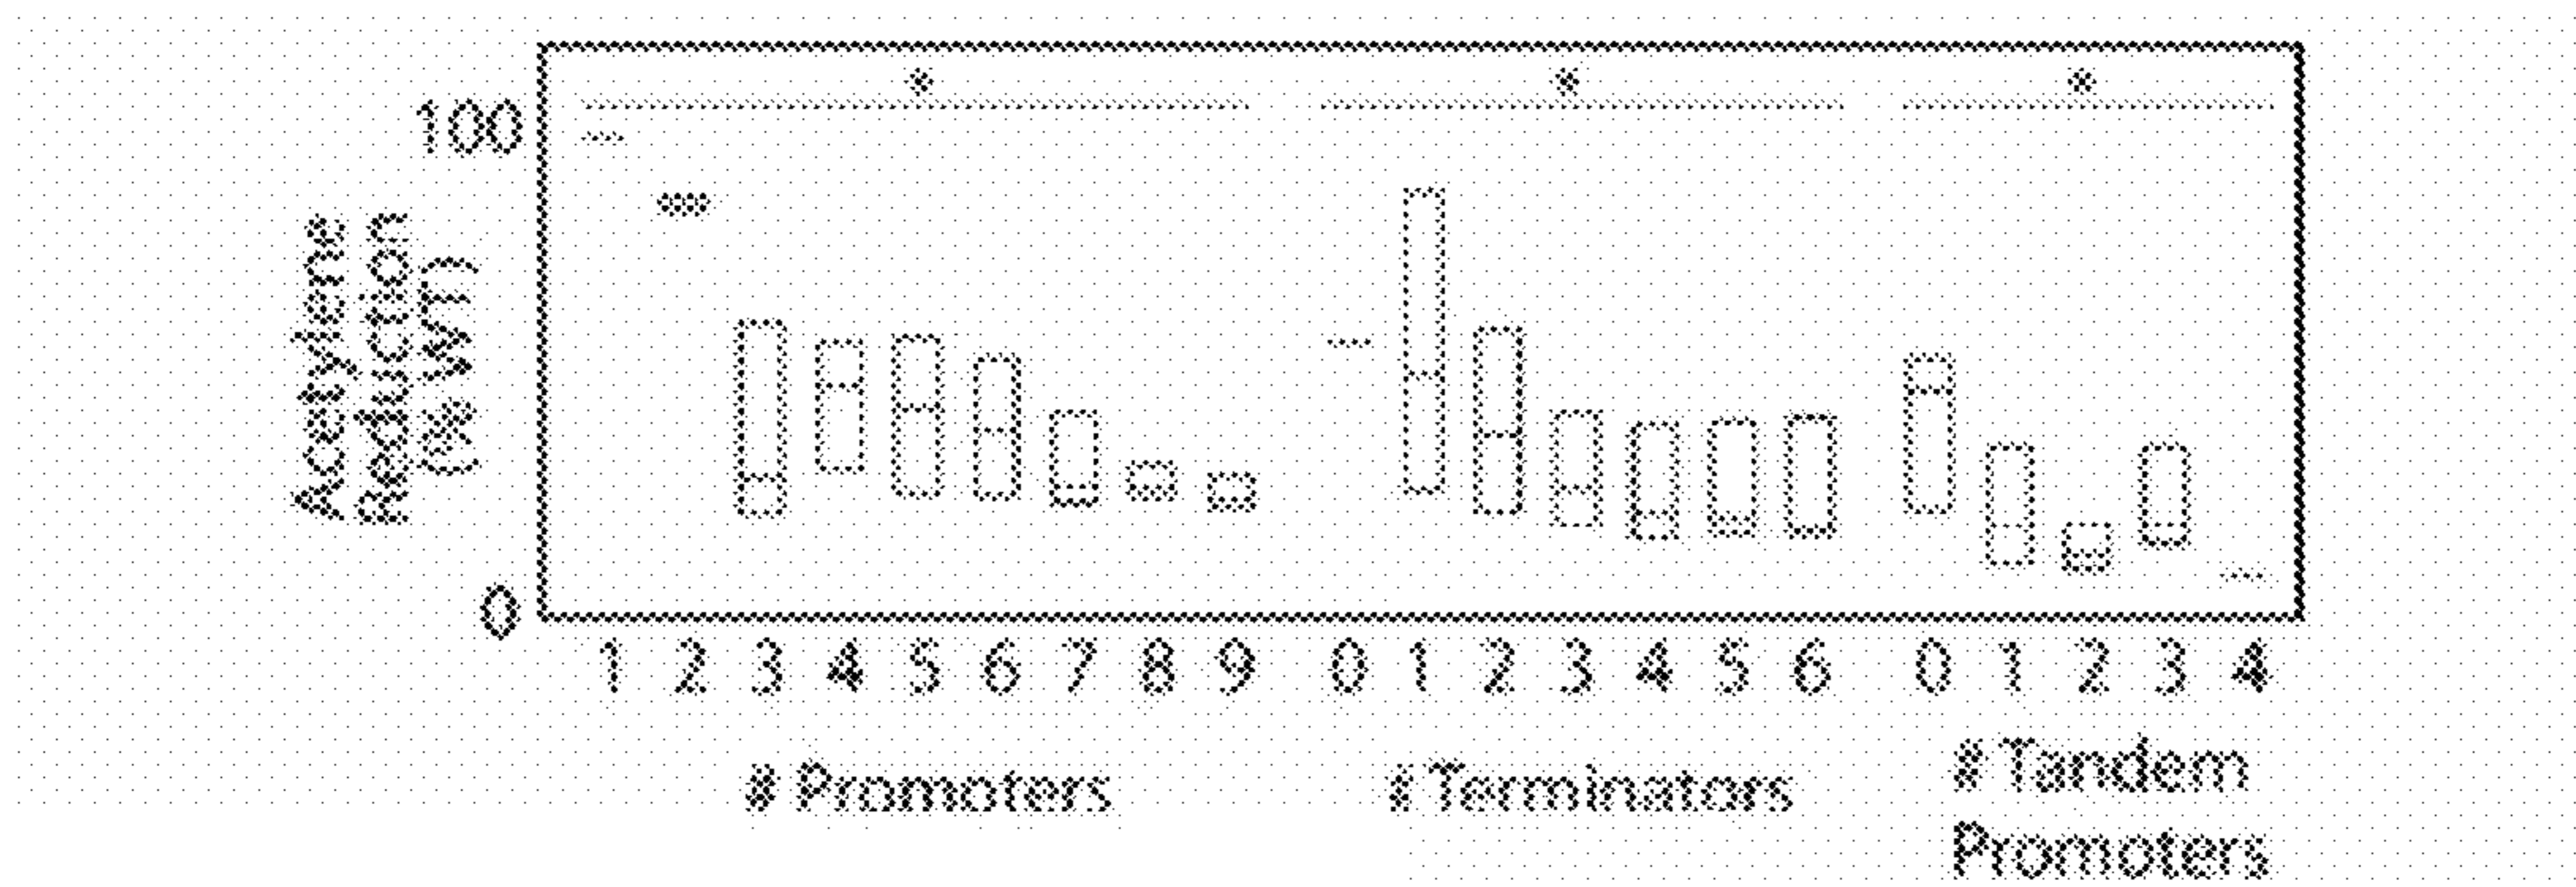 100
Acetylene
Reduction
(% WT)
0
* * *
1 2 3 4 5 6 7 8 9 0 1 2 3 4 5 6 0 1 2 3 4
# Promoters
# Terminators
# Tandem
Promoters